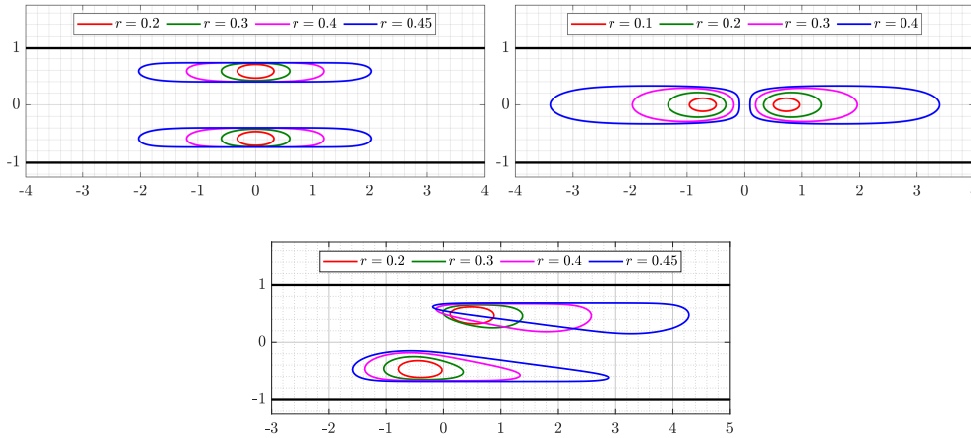 r = 0.2 r = 0.3 r = 0.4 r = 0.45
1
0
-1
-4 -3 -2 -1 0 1 2 3 4
r = 0.1 r = 0.2 r = 0.3 r = 0.4
1
0
-1
-4 -3 -2 -1 0 1 2 3 4
r = 0.2 r = 0.3 r = 0.4 r = 0.45
1
0
-1
-3 -2 -1 0 1 2 3 4 5